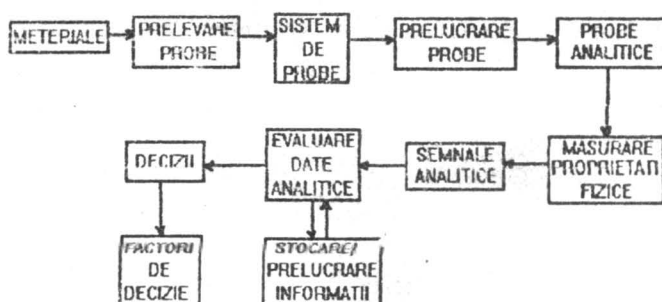 METERIALE
PRELEVARE
PROBE
SISTEM
DE
PROBE
PRELUCRARE
PROBE
PROBE
ANALITICE
MASURARE
PROPRIETATI
FIZICE
SEMNALE
ANALITICE
EVALUARE
DATE
ANALITICE
DECIZII
STOCARE/
PRELUCRARE
INFORMATII
FACTORI
DE
DECIZIE